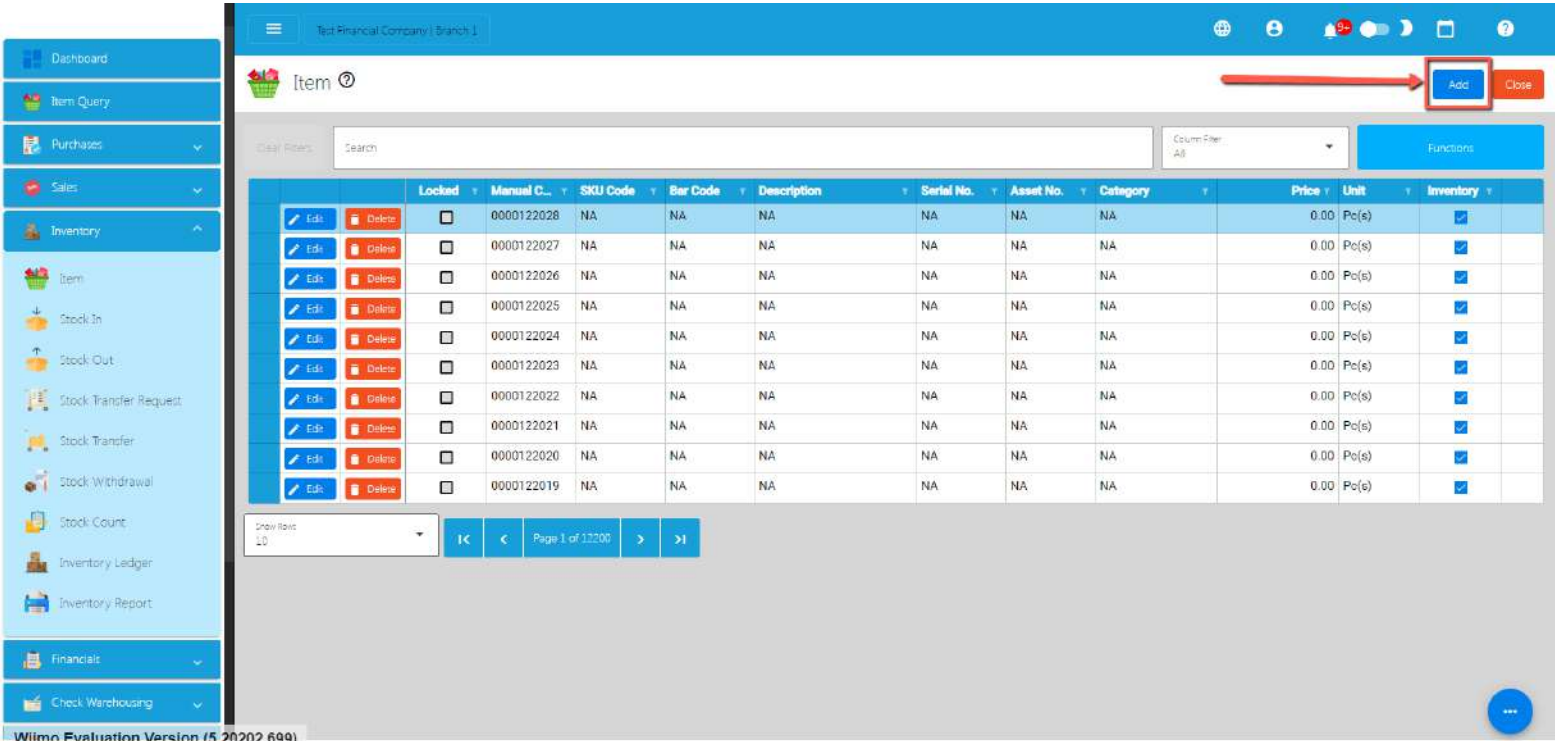 Test Financial Company | Branch 1
9+
Dashboard
Item Query
Purchases
Sales
Inventory
Item
Stock In
Stock Out
Stock Transfer Request
Stock Transfer
Stock Withdrawal
Stock Count
Inventory Ledger
Inventory Report
Financials
Check Warehousing
Wijmo Evaluation Version (5.20202.699)
Item
Add
Close
Clear Filters
Search
Column Filter
All
Functions
Locked Manual C... SKU Code Bar Code Description Serial No. Asset No. Category Price Unit Inventory
Edit Delete 0000122028 NA NA NA NA NA NA 0.00 Pc(s)
Edit Delete 0000122027 NA NA NA NA NA NA 0.00 Pc(s)
Edit Delete 0000122026 NA NA NA NA NA NA 0.00 Pc(s)
Edit Delete 0000122025 NA NA NA NA NA NA 0.00 Pc(s)
Edit Delete 0000122024 NA NA NA NA NA NA 0.00 Pc(s)
Edit Delete 0000122023 NA NA NA NA NA NA 0.00 Pc(s)
Edit Delete 0000122022 NA NA NA NA NA NA 0.00 Pc(s)
Edit Delete 0000122021 NA NA NA NA NA NA 0.00 Pc(s)
Edit Delete 0000122020 NA NA NA NA NA NA 0.00 Pc(s)
Edit Delete 0000122019 NA NA NA NA NA NA 0.00 Pc(s)
Show Rows
10
Page 1 of 12200